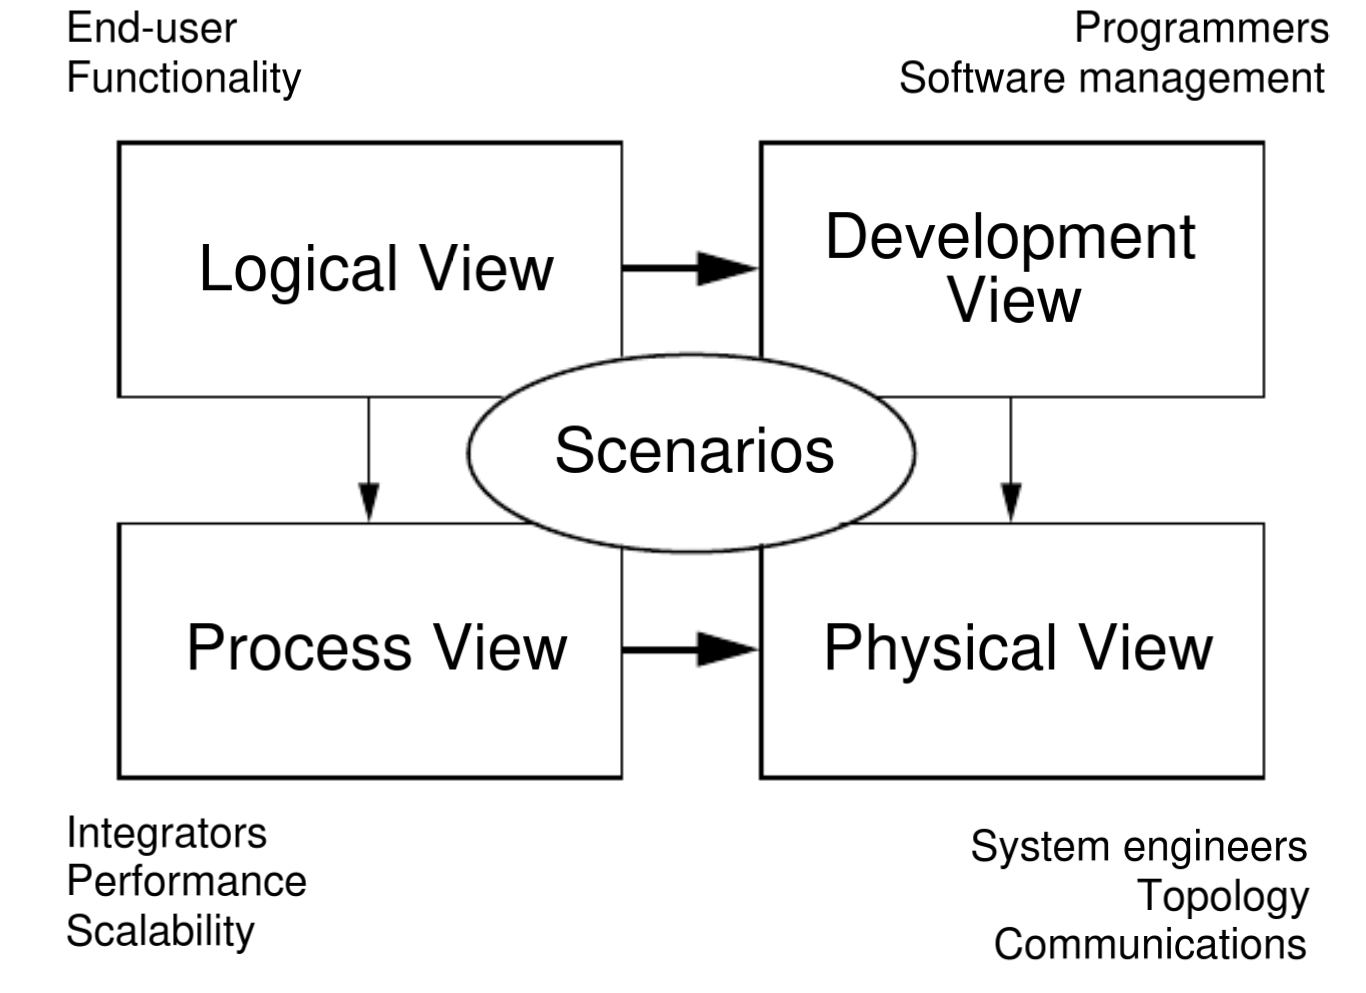 End-user
Functionality
Programmers
Software management
Logical View
Development
View
Scenarios
Process View
Physical View
Integrators
Performance
Scalability
System engineers
Topology
Communications